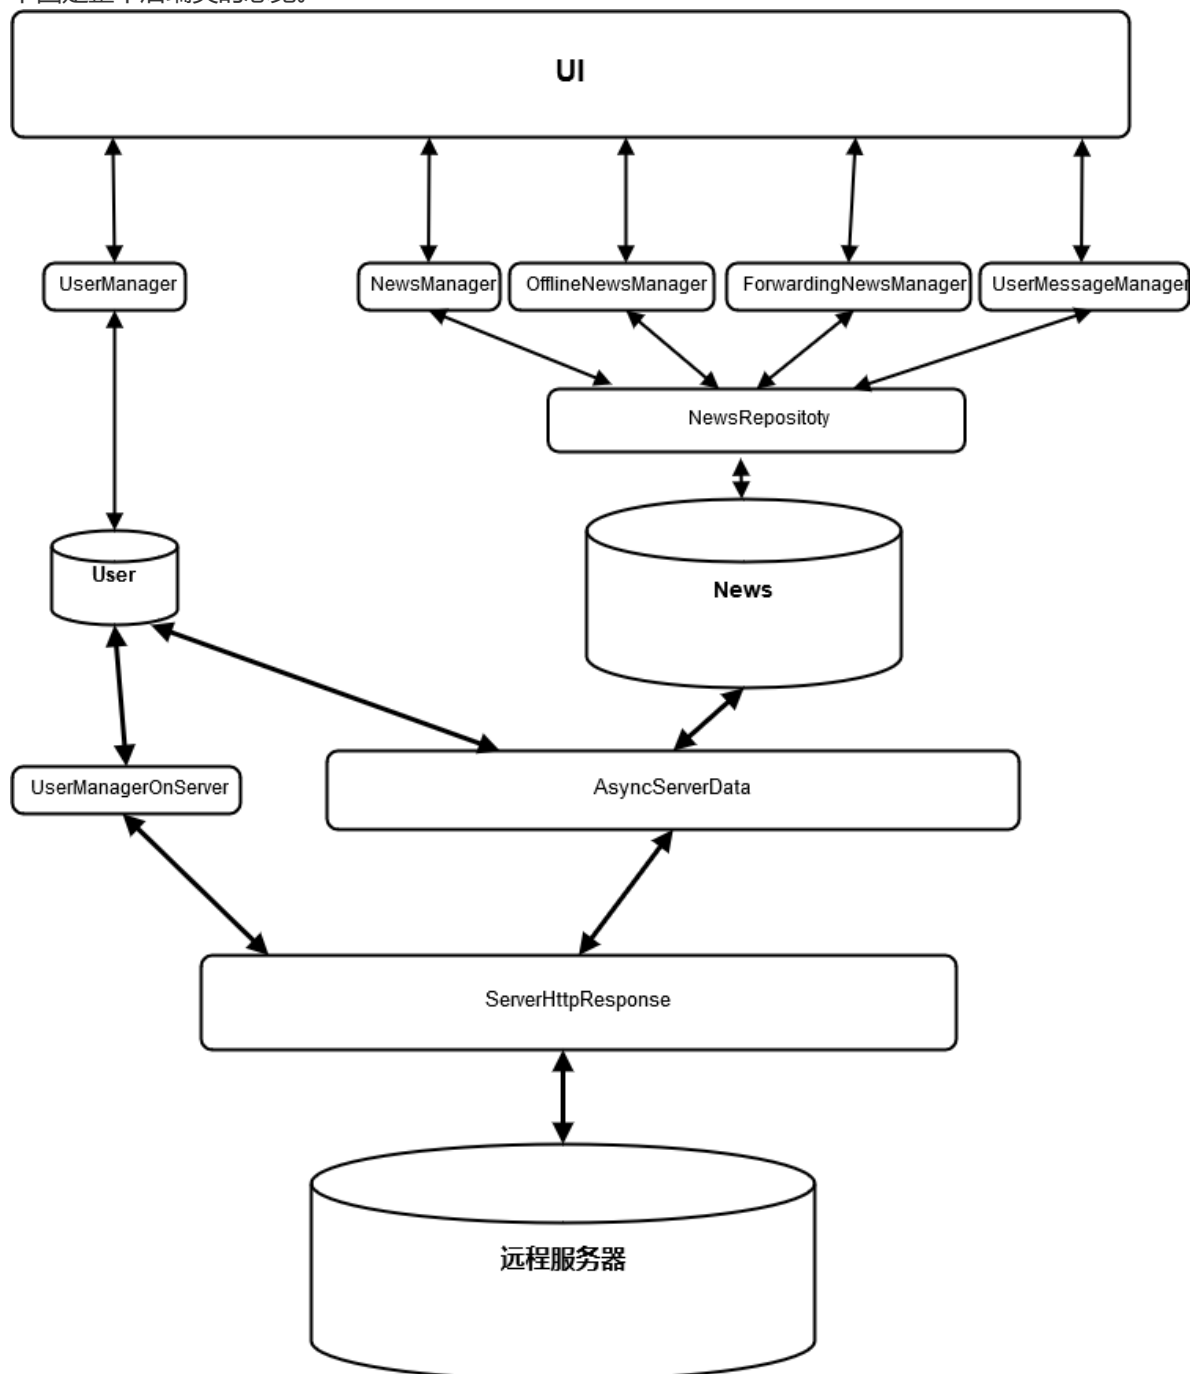 UI
UserManager
NewsManager
OfflineNewsManager
ForwardingNewsManager
UserMessageManager
NewsRepositoty
User
News
UserManagerOnServer
AsyncServerData
ServerHttpResponse
远程服务器